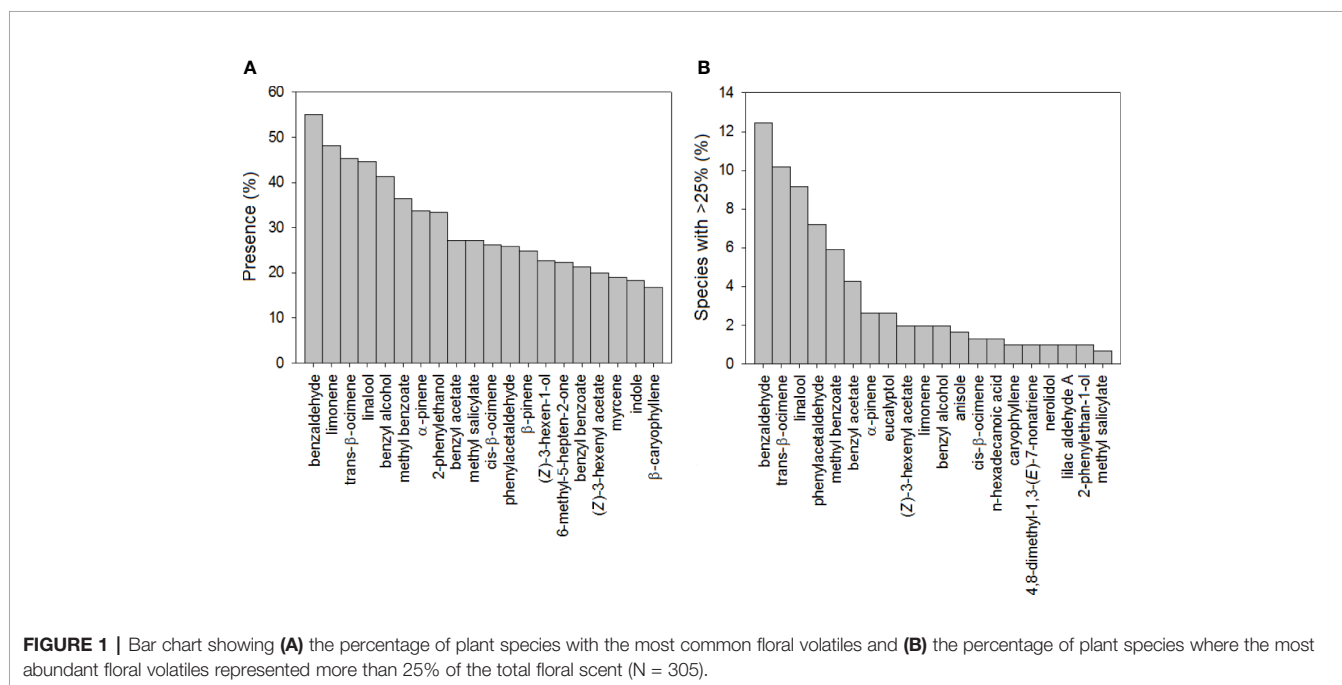 A
60
50
40
30
20
10
0
Presence (%)
benzaldehyde
limonene
trans-β-ocimene
linalool
benzyl alcohol
methyl benzoate
α-pinene
2-phenylethanol
benzyl acetate
methyl salicylate
cis-β-ocimene
phenylacetaldehyde
β-pinene
(Z)-3-hexen-1-ol
6-methyl-5-hepten-2-one
benzyl benzoate
(Z)-3-hexenyl acetate
myrcene
indole
β-caryophyllene
B
14
12
10
8
6
4
2
0
Species with >25% (%)
benzaldehyde
trans-β-ocimene
linalool
phenylacetaldehyde
methyl benzoate
benzyl acetate
α-pinene
eucalyptol
(Z)-3-hexenyl acetate
limonene
benzyl alcohol
anisole
cis-β-ocimene
n-hexadecanoic acid
caryophyllene
4,8-dimethyl-1,3-(E)-7-nonatriene
nerolidol
lilac aldehyde A
2-phenylethan-1-ol
methyl salicylate
FIGURE 1 | Bar chart showing (A) the percentage of plant species with the most common floral volatiles and (B) the percentage of plant species where the most
abundant floral volatiles represented more than 25% of the total floral scent (N = 305).